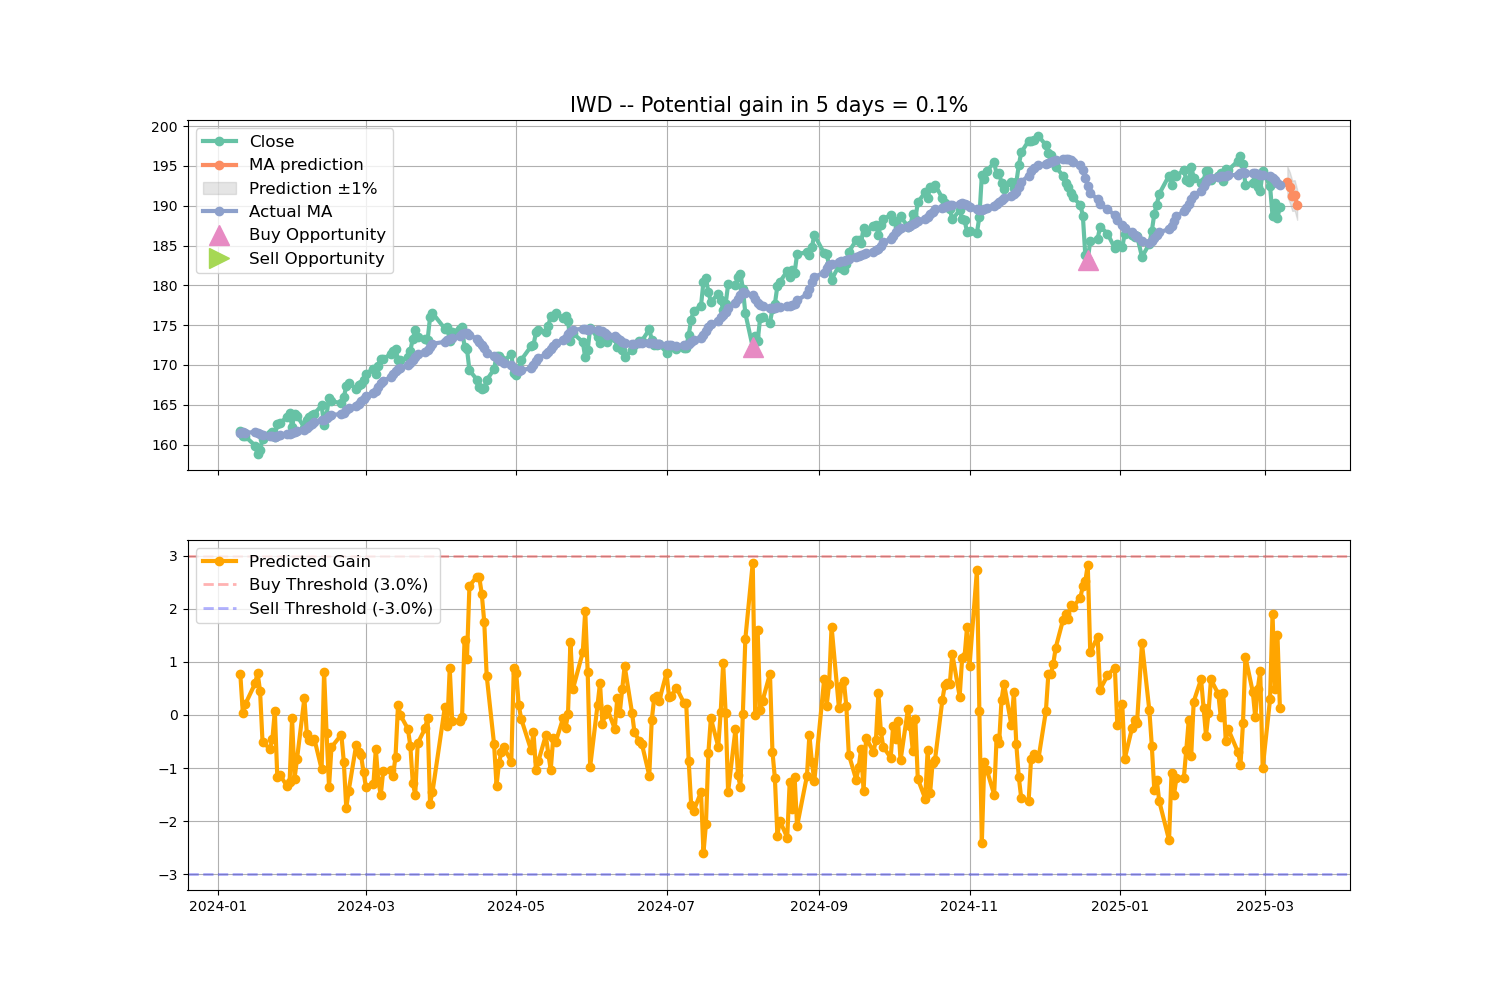 IWD -- Potential gain in 5 days = 0.1%
200
195
190
185
180
175
170
165
160
Close
MA prediction
Prediction ±1%
Actual MA
Buy Opportunity
Sell Opportunity
3
2
1
0
−1
−2
−3
Predicted Gain
Buy Threshold (3.0%)
Sell Threshold (-3.0%)
2024-01
2024-03
2024-05
2024-07
2024-09
2024-11
2025-01
2025-03